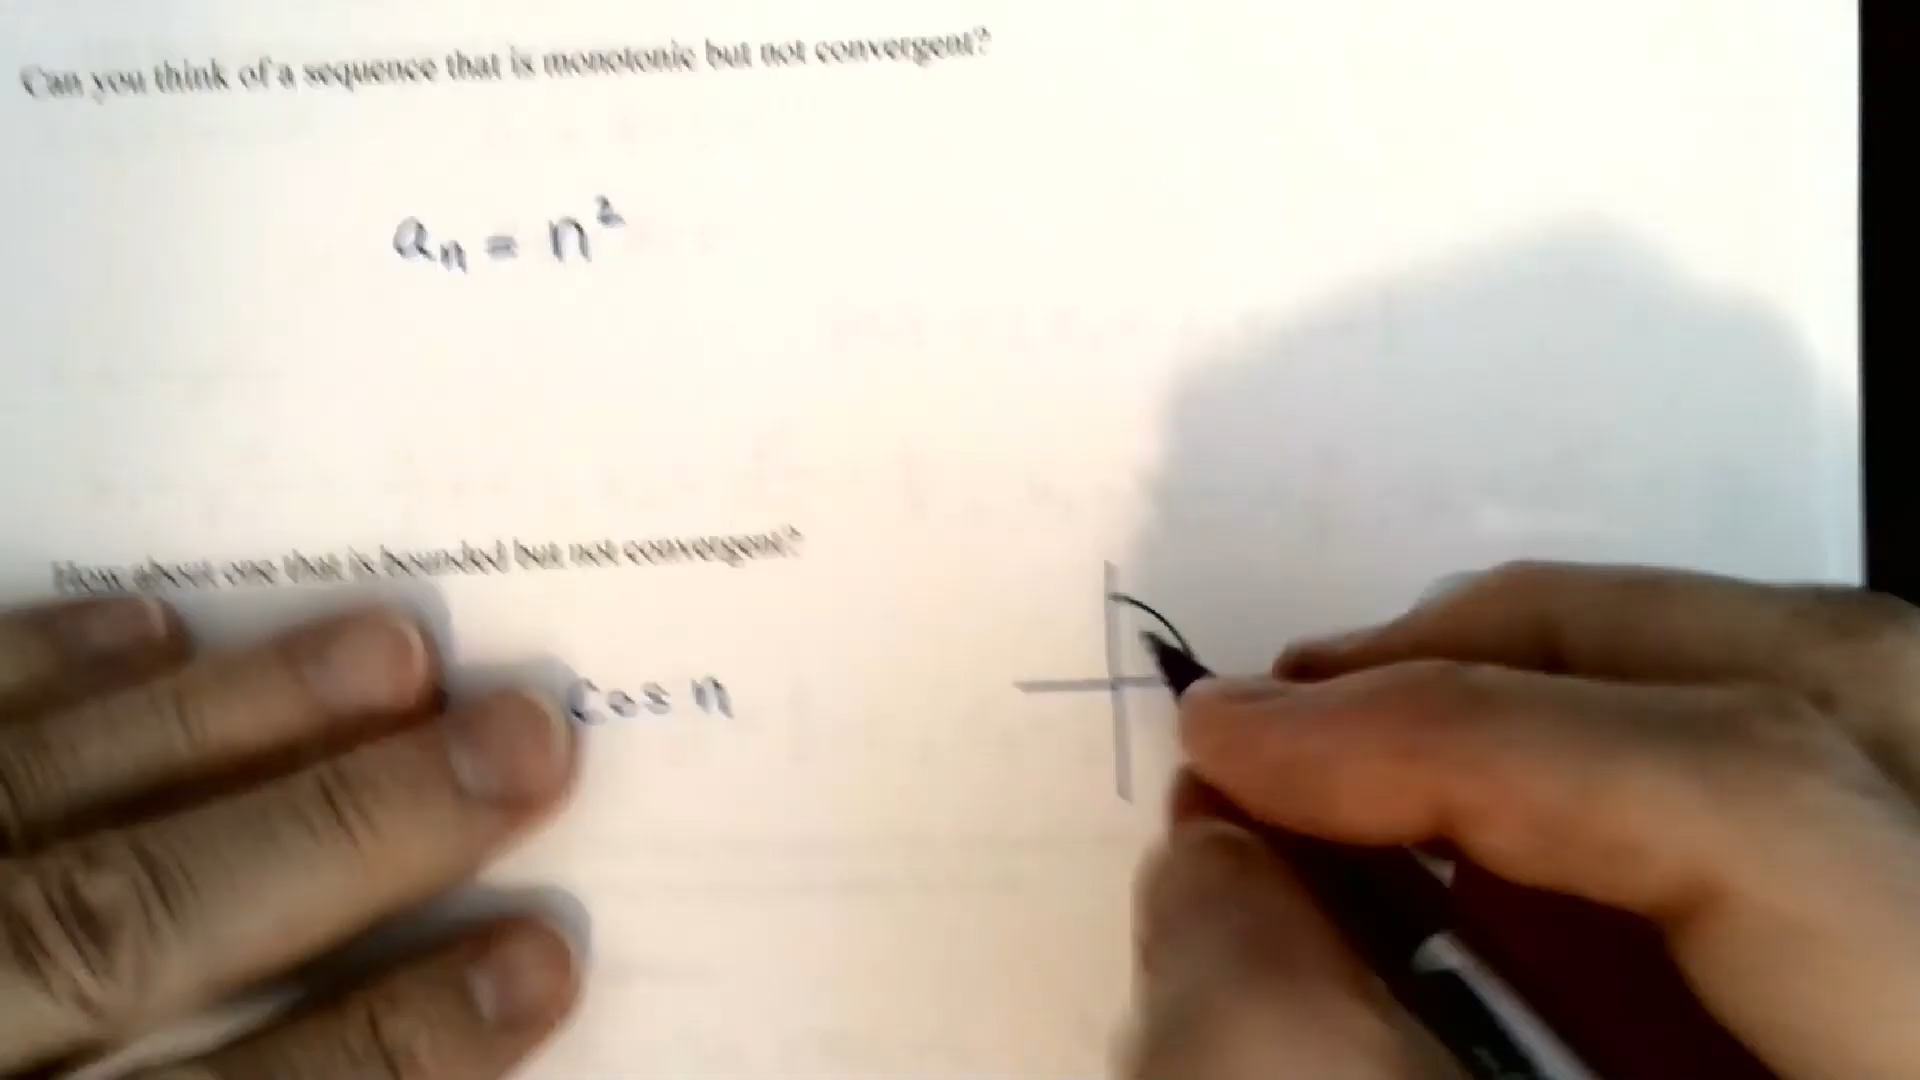 Can you think of a sequence that is monotonic but not convergent?
aₙ = n²
How about one that is bounded but not convergent?
cos n